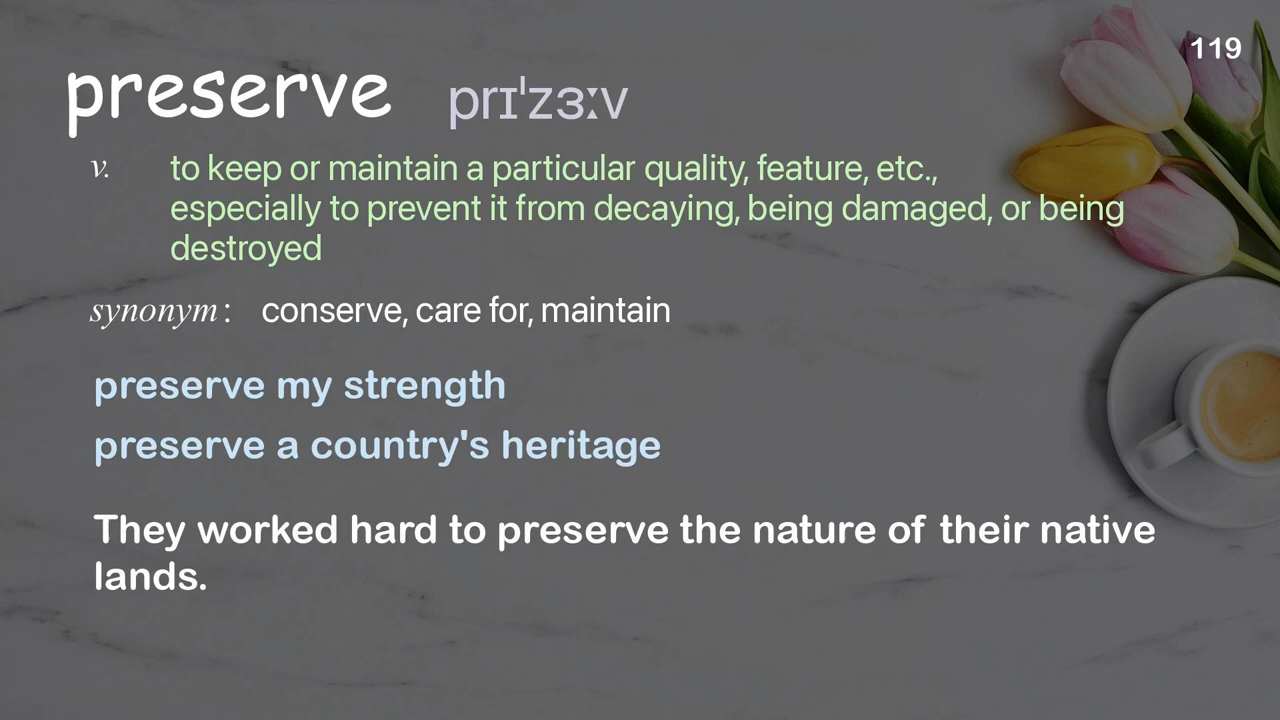 119
preserve prɪˈzɜːv
v. to keep or maintain a particular quality, feature, etc.,
especially to prevent it from decaying, being damaged, or being
destroyed
synonym: conserve, care for, maintain
preserve my strength
preserve a country's heritage
They worked hard to preserve the nature of their native
lands.